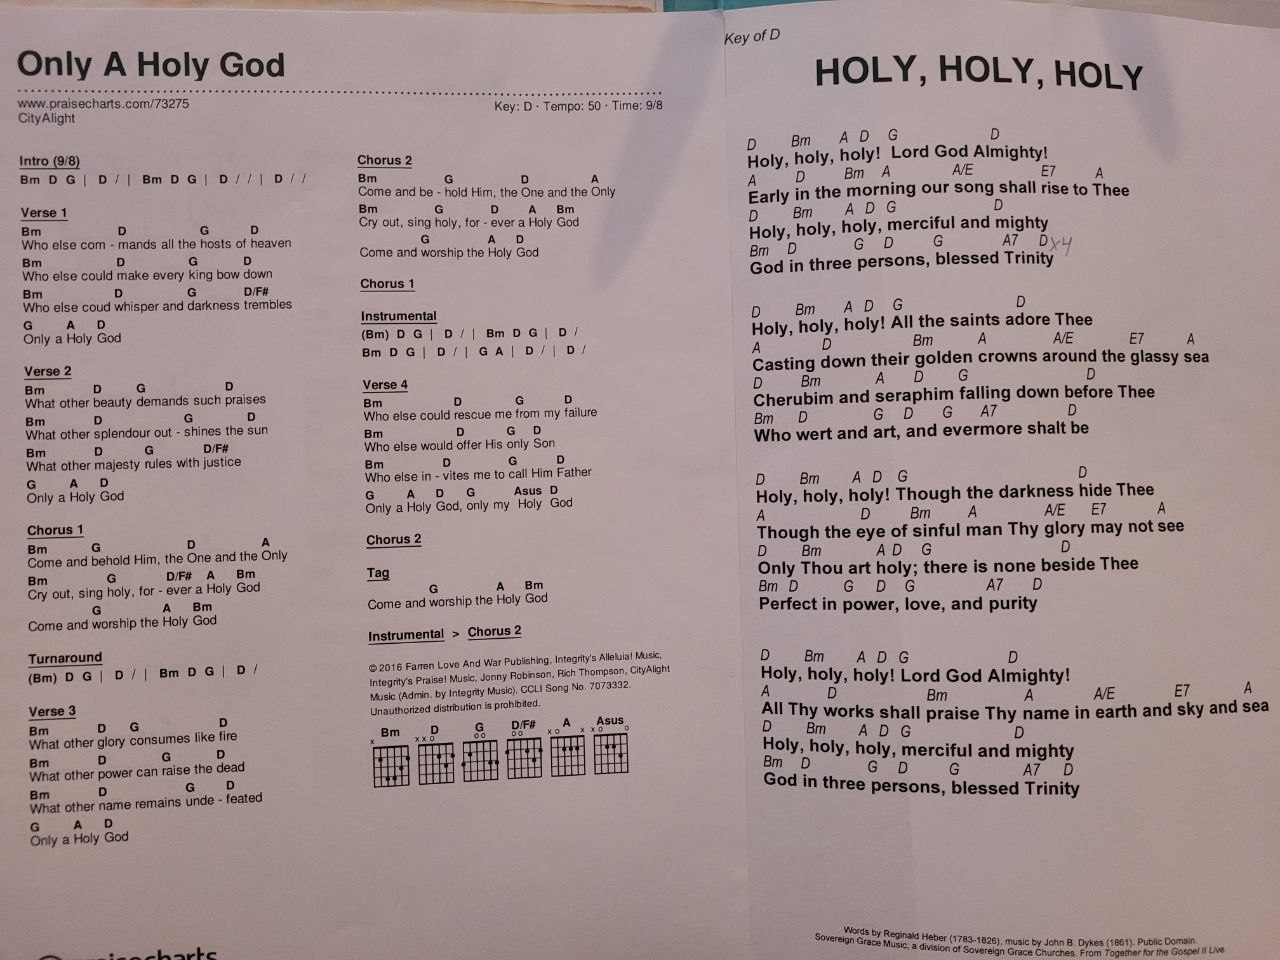 Only A Holy God
www.praisecharts.com/73275
CityAlight
Key: D · Tempo: 50 · Time: 9/8
Intro (9/8)
Bm D G | D / | Bm D G | D / / | D / /
Verse 1
Bm D G D
Who else com - mands all the hosts of heaven
Bm D G D
Who else could make every king bow down
Bm D G D/F#
Who else coud whisper and darkness trembles
G A D
Only a Holy God
Verse 2
Bm D G D
What other beauty demands such praises
Bm D G D
What other splendour out - shines the sun
Bm D G D/F#
What other majesty rules with justice
G A D
Only a Holy God
Chorus 1
Bm G D A
Come and behold Him, the One and the Only
Bm G D/F# A Bm
Cry out, sing holy, for - ever a Holy God
G A Bm
Come and worship the Holy God
Turnaround
(Bm) D G | D / | Bm D G | D /
Verse 3
Bm D G D
What other glory consumes like fire
Bm D G D
What other power can raise the dead
Bm D G D
What other name remains unde - feated
G A D
Only a Holy God
Chorus 2
Bm G D A
Come and be - hold Him, the One and the Only
Bm G D A Bm
Cry out, sing holy, for - ever a Holy God
G A D
Come and worship the Holy God
Chorus 1
Instrumental
(Bm) D G | D / | Bm D G | D /
Bm D G | D / | G A | D / | D /
Verse 4
Bm D G D
Who else could rescue me from my failure
Bm D G D
Who else would offer His only Son
Bm D G D
Who else in - vites me to call Him Father
G A D G Asus D
Only a Holy God, only my Holy God
Chorus 2
Tag
G A Bm
Come and worship the Holy God
Instrumental > Chorus 2
© 2016 Farren Love And War Publishing, Integrity's Alleluia! Music,
Integrity's Praise! Music, Jonny Robinson, Rich Thompson, CityAlight
Music (Admin. by Integrity Music). CCLI Song No. 7073332.
Unauthorized distribution is prohibited.
Bm D G D/F# A Asus
praisecharts
Key of D
HOLY, HOLY, HOLY
D Bm A D G D
Holy, holy, holy! Lord God Almighty!
A D Bm A A/E E7 A
Early in the morning our song shall rise to Thee
D Bm A D G D
Holy, holy, holy, merciful and mighty
Bm D G D G A7 D x4
God in three persons, blessed Trinity
D Bm A D G D
Holy, holy, holy! All the saints adore Thee
A D Bm A A/E E7 A
Casting down their golden crowns around the glassy sea
D Bm A D G D
Cherubim and seraphim falling down before Thee
Bm D G D G A7 D
Who wert and art, and evermore shalt be
D Bm A D G D
Holy, holy, holy! Though the darkness hide Thee
A D Bm A A/E E7 A
Though the eye of sinful man Thy glory may not see
D Bm A D G D
Only Thou art holy; there is none beside Thee
Bm D G D G A7 D
Perfect in power, love, and purity
D Bm A D G D
Holy, holy, holy! Lord God Almighty!
A D Bm A A/E E7 A
All Thy works shall praise Thy name in earth and sky and sea
D Bm A D G D
Holy, holy, holy, merciful and mighty
Bm D G D G A7 D
God in three persons, blessed Trinity
Words by Reginald Heber (1783-1826), music by John B. Dykes (1861). Public Domain.
Sovereign Grace Music, a division of Sovereign Grace Churches. From Together for the Gospel II Live.